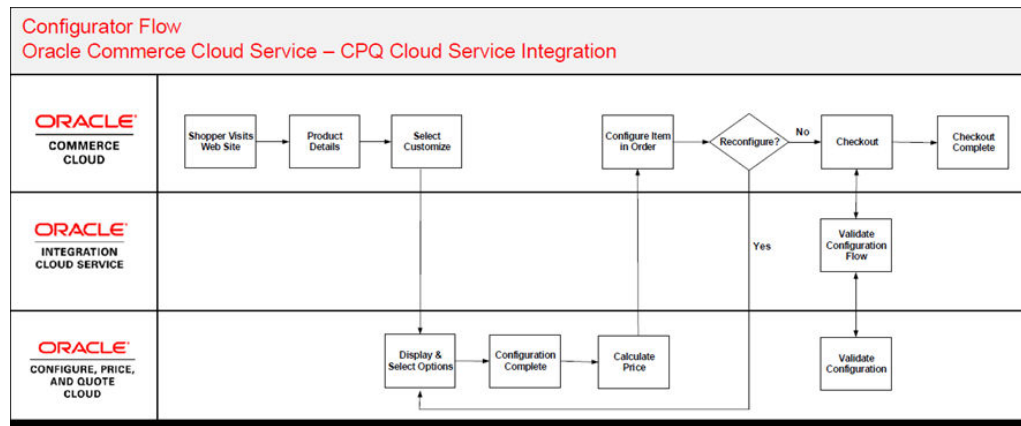 Configurator Flow
Oracle Commerce Cloud Service – CPQ Cloud Service Integration
ORACLE®
COMMERCE
CLOUD
Shopper Visits
Web Site
Product
Details
Select
Customize
Configure Item
in Order
Reconfigure?
No
Checkout
Checkout
Complete
ORACLE®
INTEGRATION
CLOUD SERVICE
Yes
Validate
Configuration
Flow
ORACLE®
CONFIGURE, PRICE,
AND QUOTE
CLOUD
Display &
Select Options
Configuration
Complete
Calculate
Price
Validate
Configuration